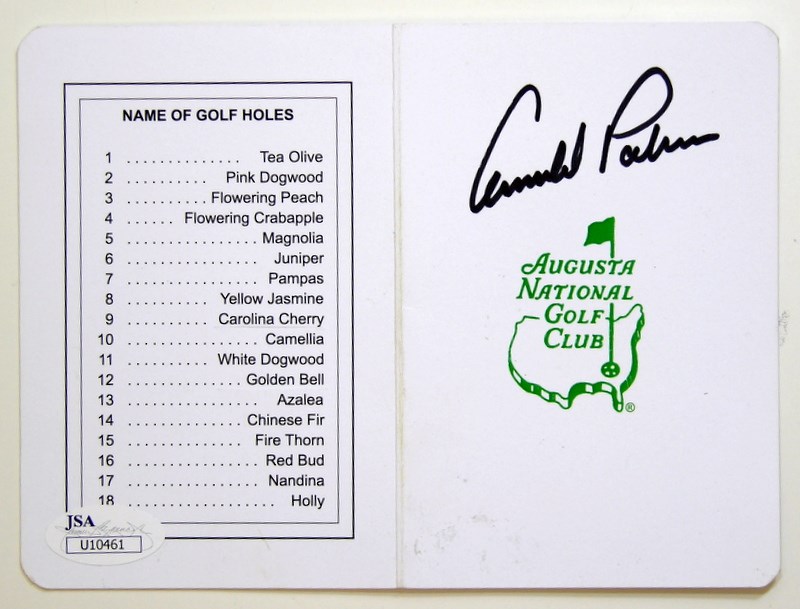 NAME OF GOLF HOLES
1 .............. Tea Olive
2 .......... Pink Dogwood
3 ........ Flowering Peach
4 ...... Flowering Crabapple
5 ................ Magnolia
6 ................. Juniper
7 ................. Pampas
8 .......... Yellow Jasmine
9 .......... Carolina Cherry
10 ................ Camellia
11 .......... White Dogwood
12 .............. Golden Bell
13 .................. Azalea
14 .............. Chinese Fir
15 .............. Fire Thorn
16 ................ Red Bud
17 ................. Nandina
18 .................... Holly
JSA
U10461
Arnold Palmer
AUGUSTA
NATIONAL
GOLF
CLUB
®